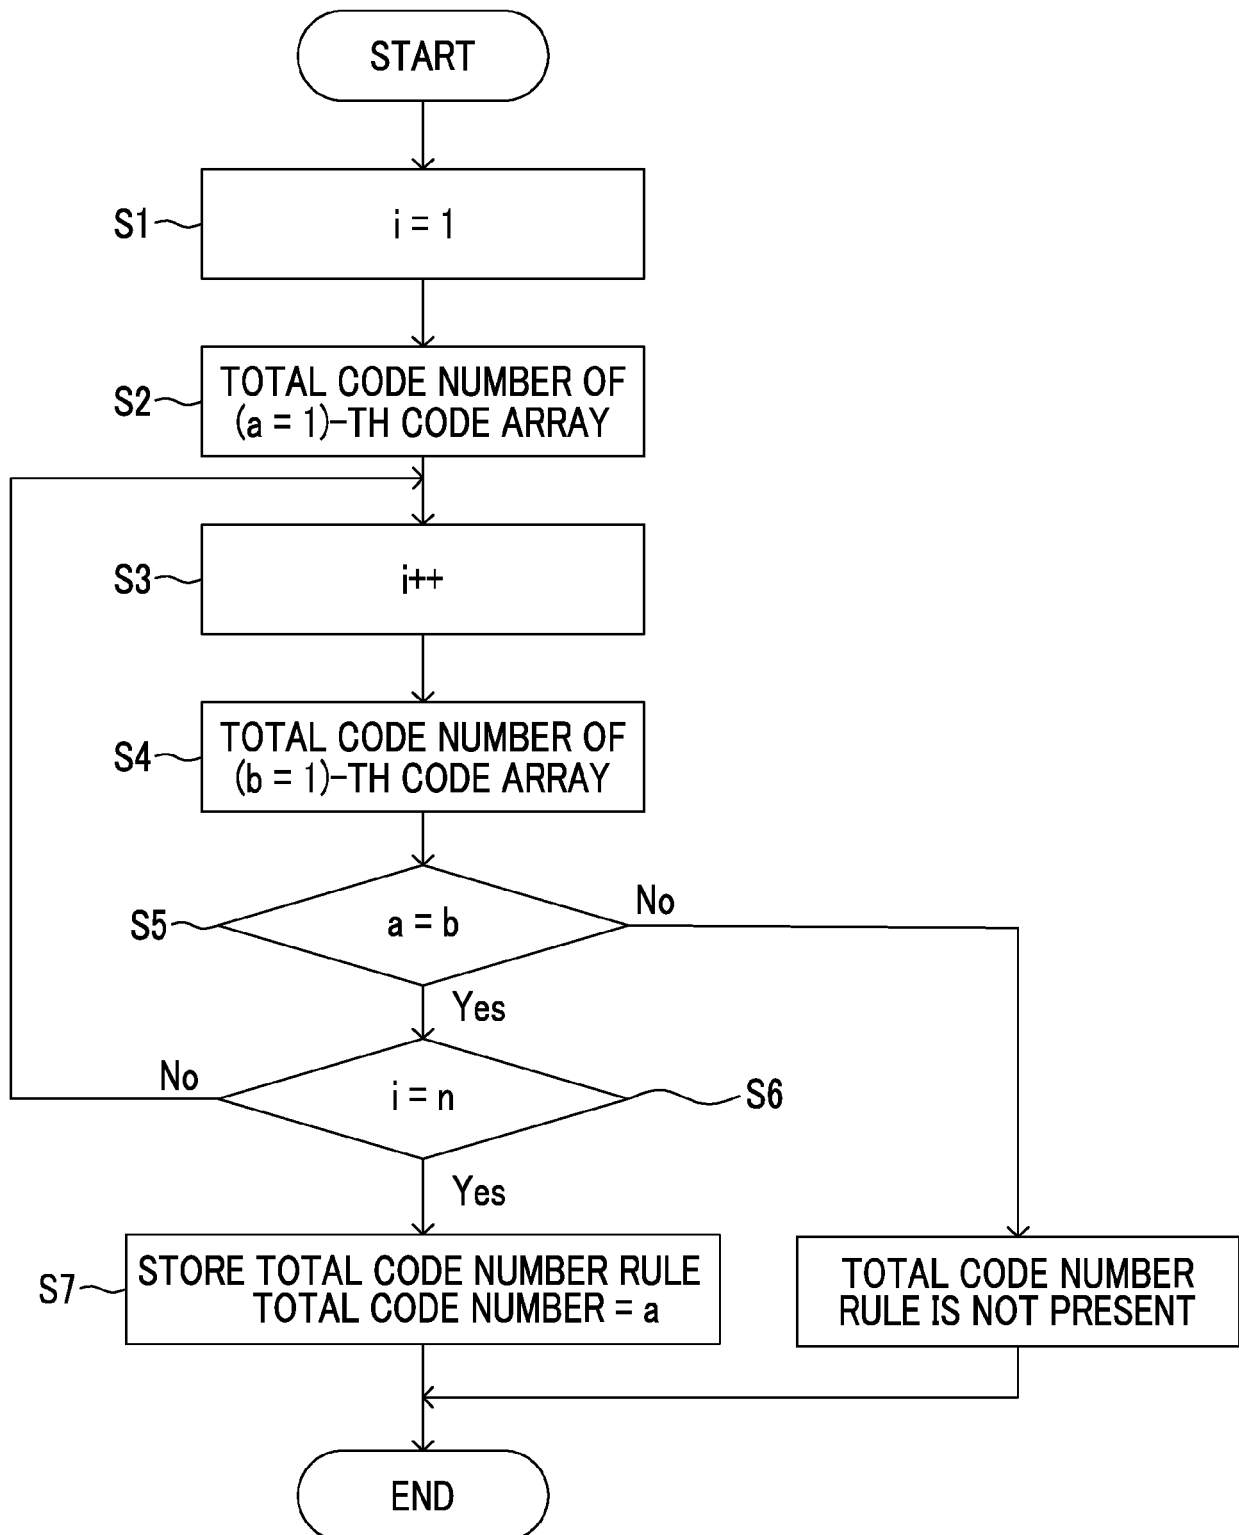 START
S1
i = 1
S2
TOTAL CODE NUMBER OF
(a = 1)-TH CODE ARRAY
S3
i++
S4
TOTAL CODE NUMBER OF
(b = 1)-TH CODE ARRAY
S5
a = b
No
Yes
No
i = n
S6
Yes
S7
STORE TOTAL CODE NUMBER RULE
TOTAL CODE NUMBER = a
TOTAL CODE NUMBER
RULE IS NOT PRESENT
END